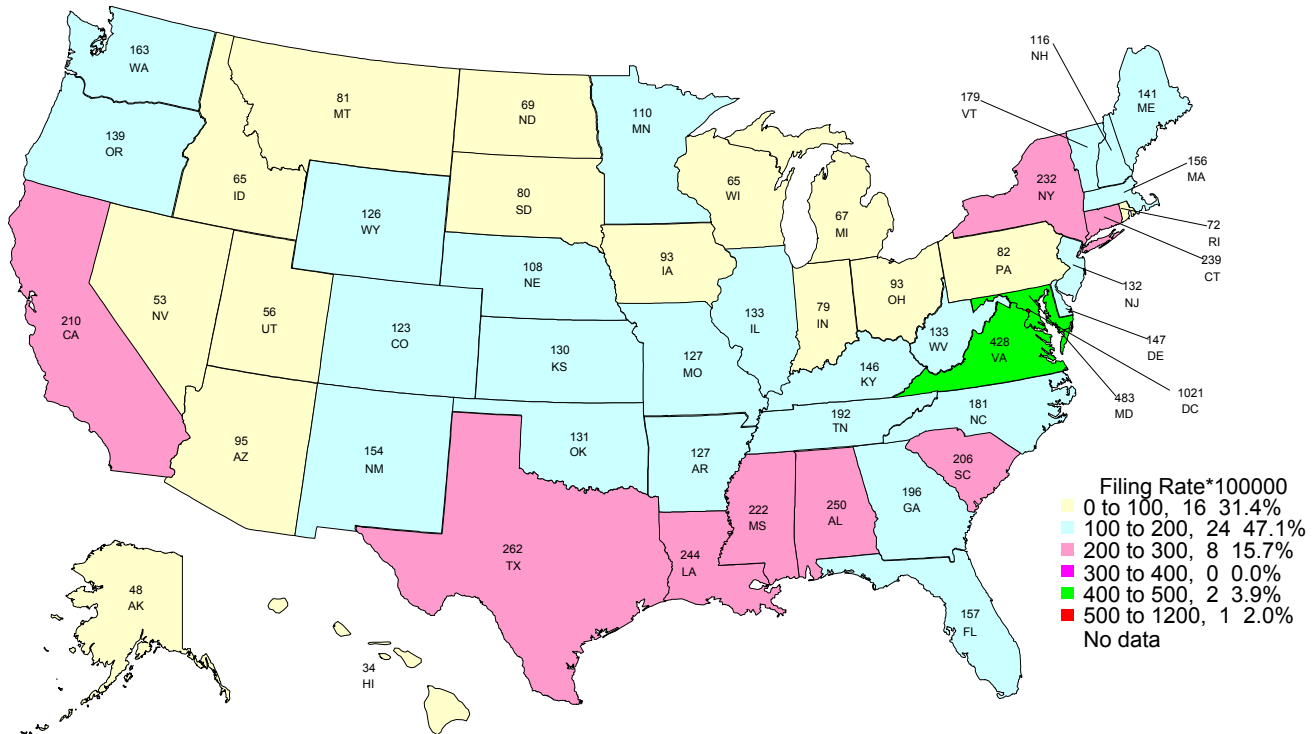 163
WA
139
OR
210
CA
53
NV
65
ID
81
MT
126
WY
56
UT
95
AZ
123
CO
154
NM
69
ND
80
SD
108
NE
130
KS
131
OK
262
TX
110
MN
93
IA
127
MO
127
AR
244
LA
65
WI
133
IL
67
MI
79
IN
93
OH
146
KY
192
TN
222
MS
250
AL
196
GA
157
FL
206
SC
181
NC
428
VA
133
WV
82
PA
232
NY
179
VT
116
NH
141
ME
156
MA
72
RI
239
CT
132
NJ
147
DE
1021
DC
483
MD
48
AK
34
HI
Filing Rate*100000
0 to 100, 16 31.4%
100 to 200, 24 47.1%
200 to 300, 8 15.7%
300 to 400, 0 0.0%
400 to 500, 2 3.9%
500 to 1200, 1 2.0%
No data